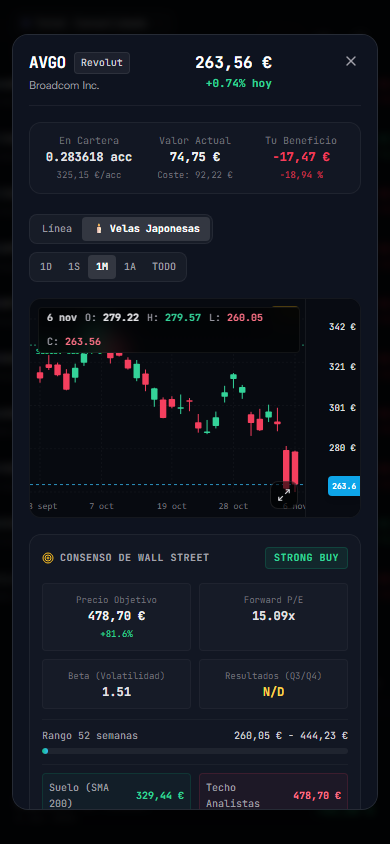 AVGO Revolut 263,56 € ×
Broadcom Inc. +0.74% hoy
En Cartera Valor Actual Tu Beneficio
0.283618 acc 74,75 € -17,47 €
325,15 €/acc Coste: 92,22 € -18,94 %
Línea Velas Japonesas
1D 1S 1M 1A TODO
6 nov O: 279.22 H: 279.57 L: 260.05
C: 263.56
342 €
321 €
301 €
280 €
263.6
sept 7 oct 19 oct 28 oct 6 nov
CONSENSO DE WALL STREET STRONG BUY
Precio Objetivo Forward P/E
478,70 € 15.09x
+81.6%
Beta (Volatilidad) Resultados (Q3/Q4)
1.51 N/D
Rango 52 semanas 260,05 € - 444,23 €
Suelo (SMA 200) 329,44 € Techo Analistas 478,70 €